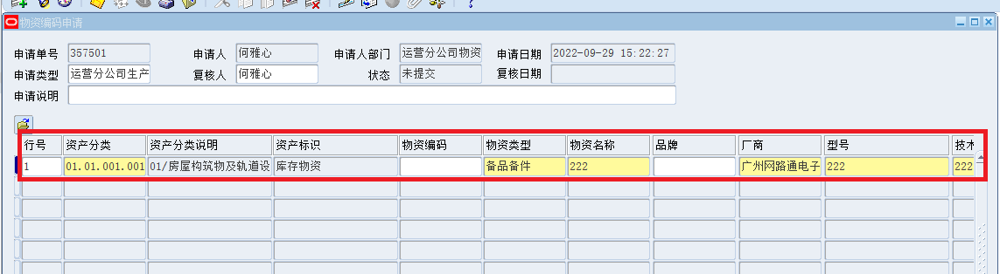 物资编码申请
申请单号 357501 申请人 何雅心 申请人部门 运营分公司物资 申请日期 2022-09-29 15:22:27
申请类型 运营分公司生产 复核人 何雅心 状态 未提交 复核日期
申请说明
行号 资产分类 资产分类说明 资产标识 物资编码 物资类型 物资名称 品牌 厂商 型号 技术
1 01.01.001.001 01/房屋构筑物及轨道设 库存物资 备品备件 222 广州网路通电子 222 222